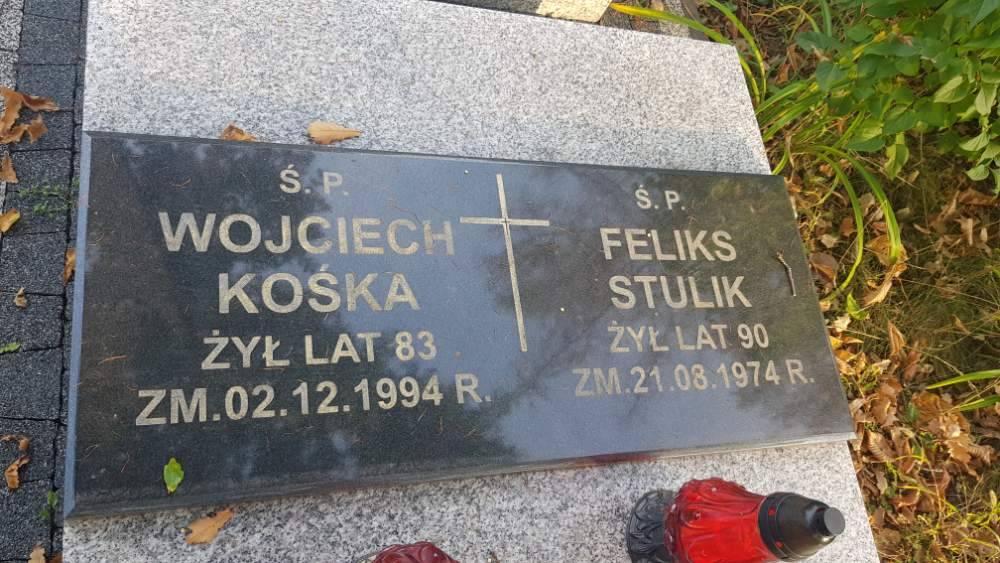 Ś. P.
WOJCIECH
KOŚKA
ŻYŁ LAT 83
ZM.02.12.1994 R.
Ś. P.
FELIKS
STULIK
ŻYŁ LAT 90
ZM.21.08.1974 R.